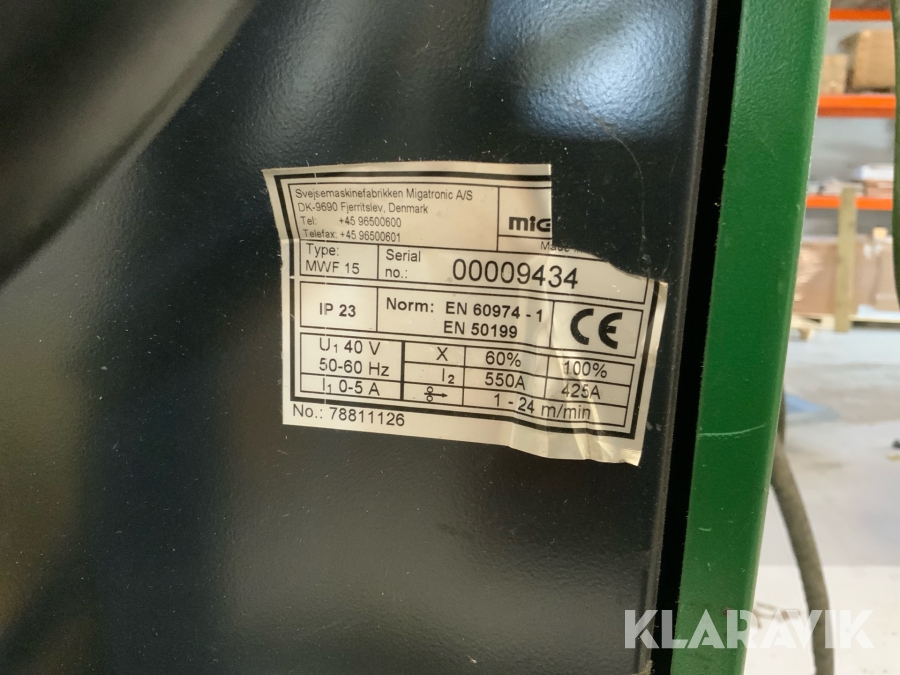 Svejsemaskinefabrikken Migatronic A/S
DK-9690 Fjerritslev, Denmark
Tel: +45 96500600
Telefax: +45 96500601
mig
Made
Type:
MWF 15
Serial
no.: 00009434
IP 23
Norm: EN 60974 - 1
EN 50199
CE
U1 40 V
50-60 Hz
I1 0-5 A
X 60% 100%
I2 550A 425A
1 - 24 m/min
No.: 78811126
KLARAVIK